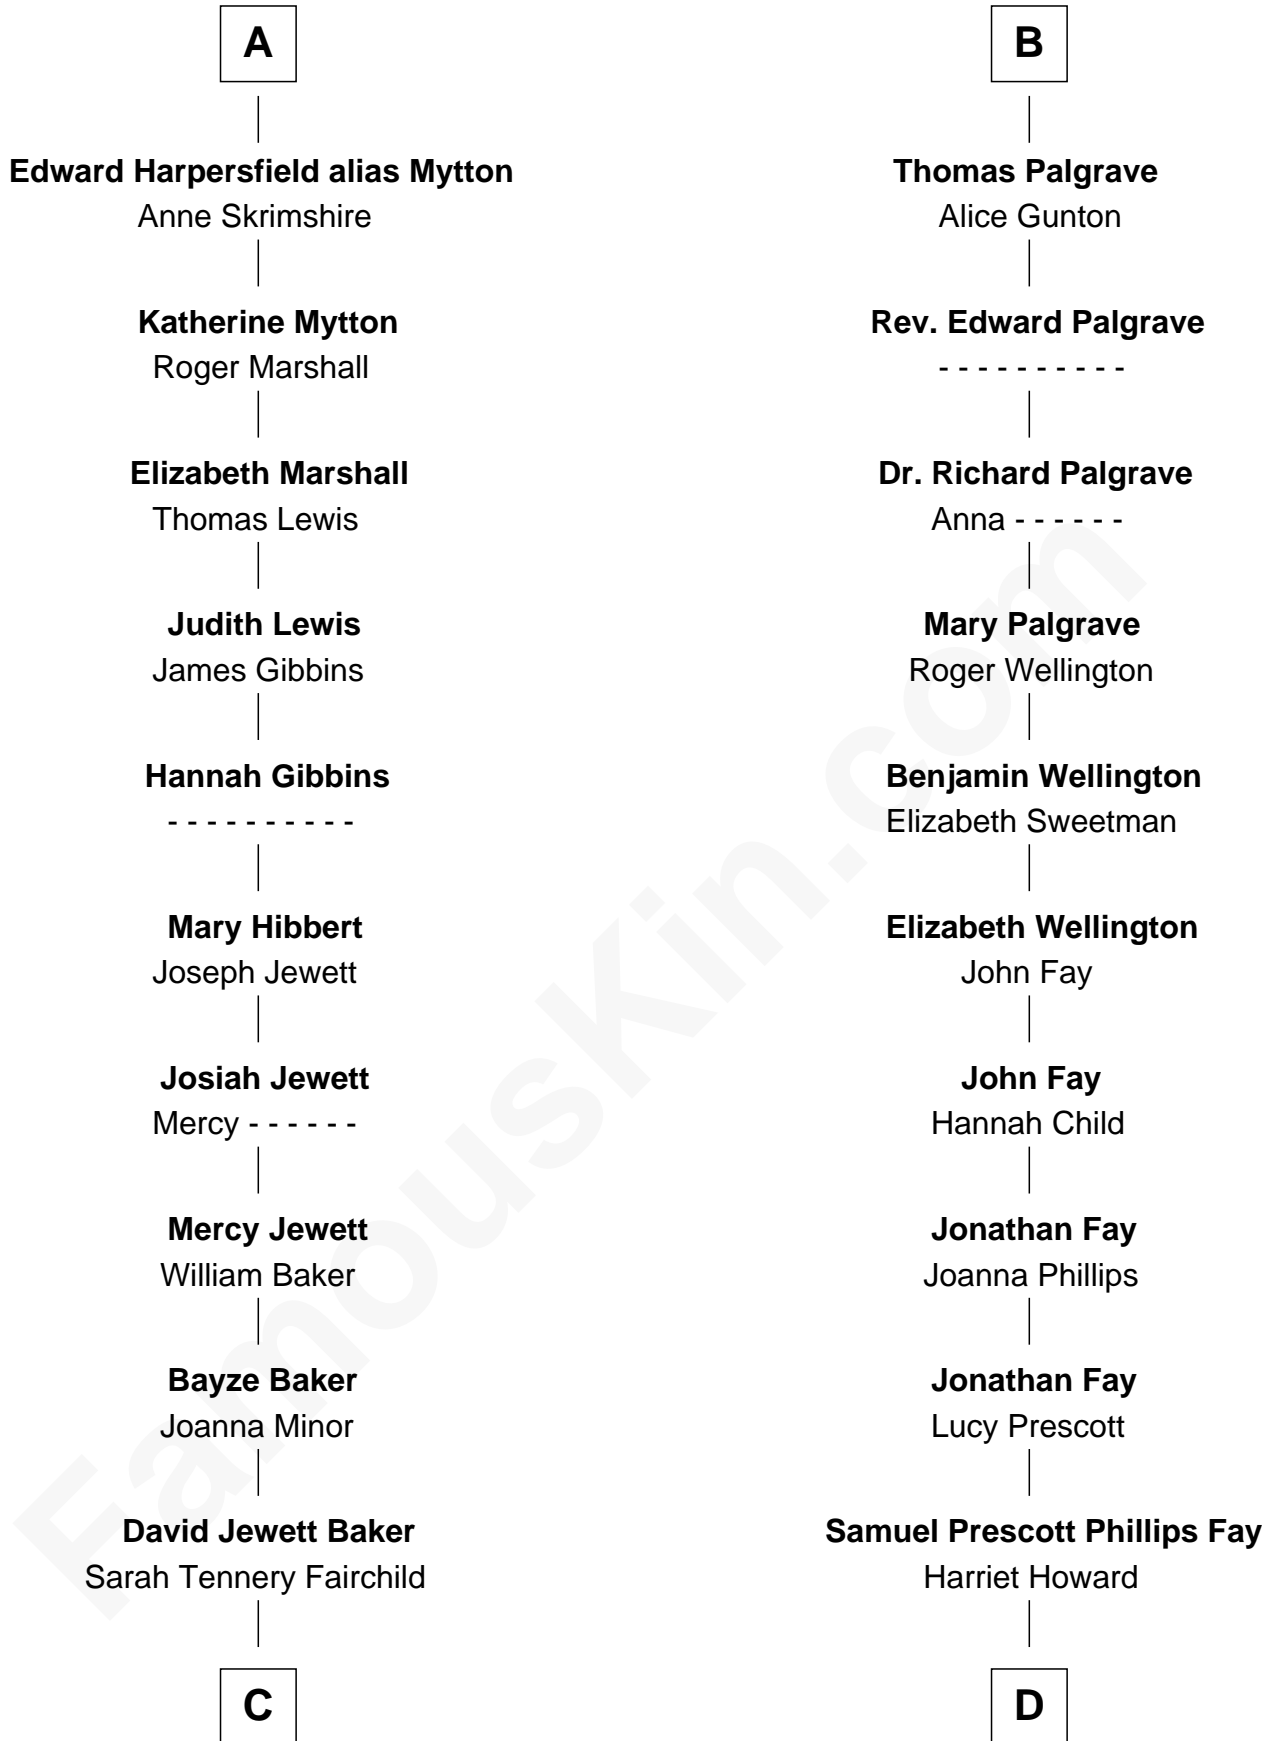 A
Edward Harpersfield alias Mytton
Anne Skrimshire
Katherine Mytton
Roger Marshall
Elizabeth Marshall
Thomas Lewis
Judith Lewis
James Gibbins
Hannah Gibbins
- - - - - - - - - -
Mary Hibbert
Joseph Jewett
Josiah Jewett
Mercy - - - - - -
Mercy Jewett
William Baker
Bayze Baker
Joanna Minor
David Jewett Baker
Sarah Tennery Fairchild
C
B
Thomas Palgrave
Alice Gunton
Rev. Edward Palgrave
- - - - - - - - - -
Dr. Richard Palgrave
Anna - - - - - -
Mary Palgrave
Roger Wellington
Benjamin Wellington
Elizabeth Sweetman
Elizabeth Wellington
John Fay
John Fay
Hannah Child
Jonathan Fay
Joanna Phillips
Jonathan Fay
Lucy Prescott
Samuel Prescott Phillips Fay
Harriet Howard
D
FamousKin.com